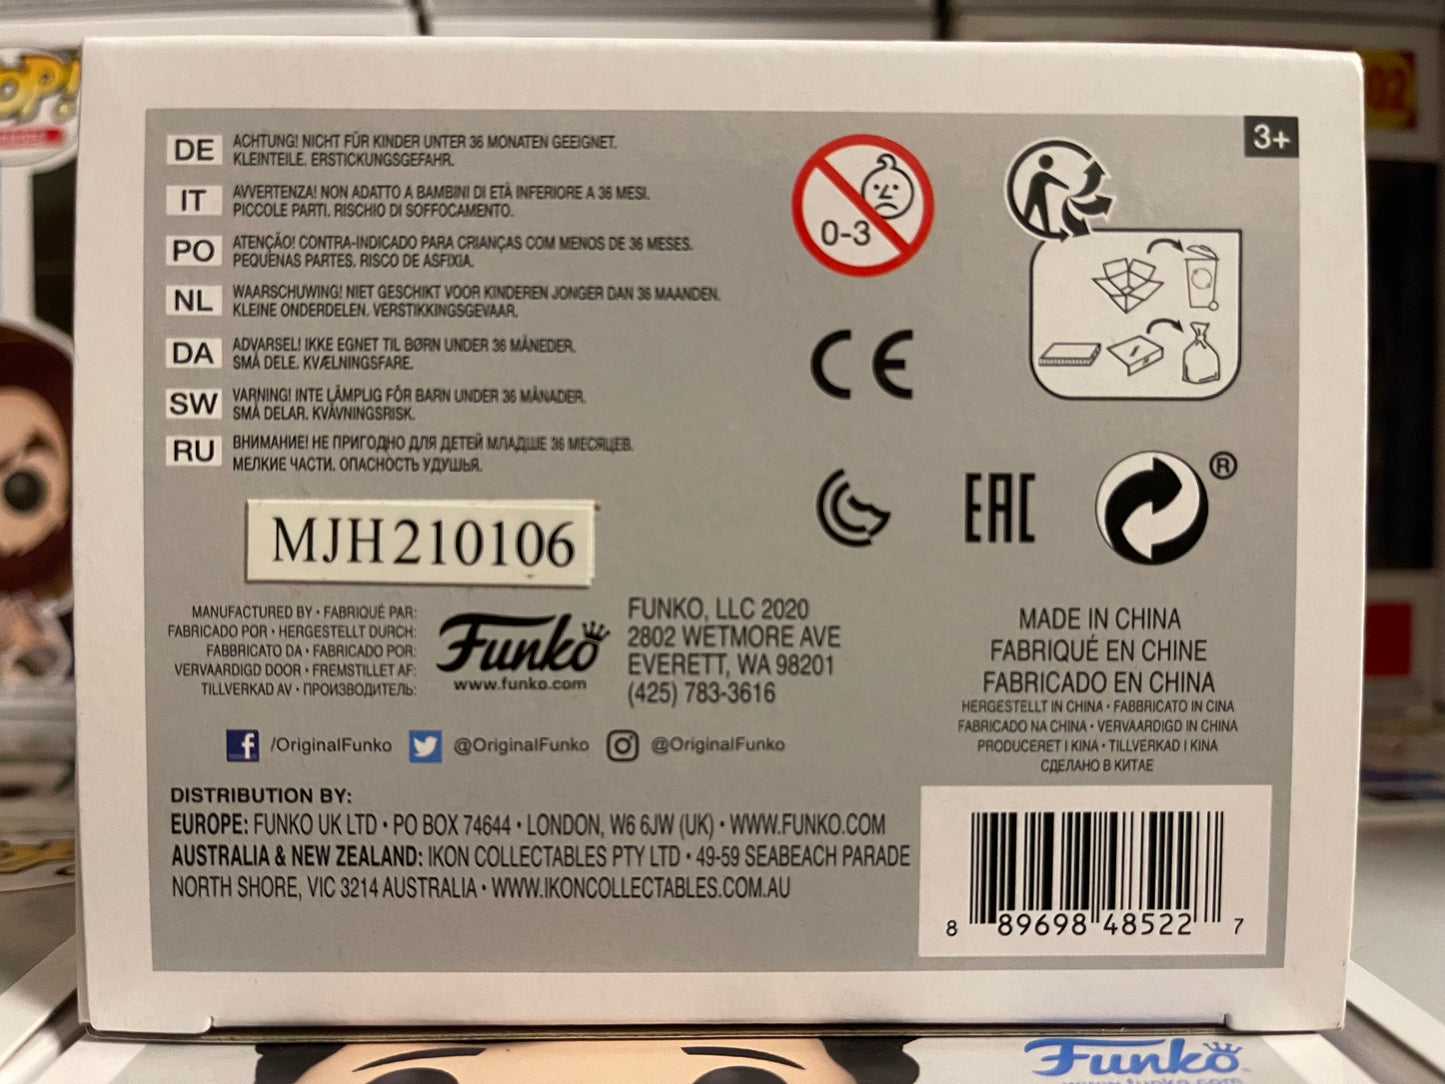 OP!
02
3+
DE ACHTUNG! NICHT FÜR KINDER UNTER 36 MONATEN GEEIGNET.
KLEINTEILE. ERSTICKUNGSGEFAHR.
IT AVVERTENZA! NON ADATTO A BAMBINI DI ETÀ INFERIORE A 36 MESI.
PICCOLE PARTI. RISCHIO DI SOFFOCAMENTO.
PO ATENÇÃO! CONTRA-INDICADO PARA CRIANÇAS COM MENOS DE 36 MESES.
PEQUENAS PARTES. RISCO DE ASFIXIA.
NL WAARSCHUWING! NIET GESCHIKT VOOR KINDEREN JONGER DAN 36 MAANDEN.
KLEINE ONDERDELEN. VERSTIKKINGSGEVAAR.
DA ADVARSEL! IKKE EGNET TIL BØRN UNDER 36 MÅNEDER.
SMÅ DELE. KVÆLNINGSFARE.
SW VARNING! INTE LÄMPLIG FÖR BARN UNDER 36 MÅNADER.
SMÅ DELAR. KVÄVNINGSRISK.
RU ВНИМАНИЕ! НЕ ПРИГОДНО ДЛЯ ДЕТЕЙ МЛАДШЕ 36 МЕСЯЦЕВ.
МЕЛКИЕ ЧАСТИ. ОПАСНОСТЬ УДУШЬЯ.
0-3
CE
EAC
®
MJH210106
MANUFACTURED BY • FABRIQUÉ PAR:
FABRICADO POR • HERGESTELLT DURCH:
FABBRICATO DA • FABRICADO POR:
VERVAARDIGD DOOR • FREMSTILLET AF:
TILLVERKAD AV • ПРОИЗВОДИТЕЛЬ:
Funko
www.funko.com
FUNKO, LLC 2020
2802 WETMORE AVE
EVERETT, WA 98201
(425) 783-3616
MADE IN CHINA
FABRIQUÉ EN CHINE
FABRICADO EN CHINA
HERGESTELLT IN CHINA • FABBRICATO IN CINA
FABRICADO NA CHINA • VERVAARDIGD IN CHINA
PRODUCERET I KINA • TILLVERKAD I KINA
СДЕЛАНО В КИТАЕ
f /OriginalFunko @OriginalFunko @OriginalFunko
DISTRIBUTION BY:
EUROPE: FUNKO UK LTD • PO BOX 74644 • LONDON, W6 6JW (UK) • WWW.FUNKO.COM
AUSTRALIA & NEW ZEALAND: IKON COLLECTABLES PTY LTD • 49-59 SEABEACH PARADE
NORTH SHORE, VIC 3214 AUSTRALIA • WWW.IKONCOLLECTABLES.COM.AU
8 89698 48522 7
Funko